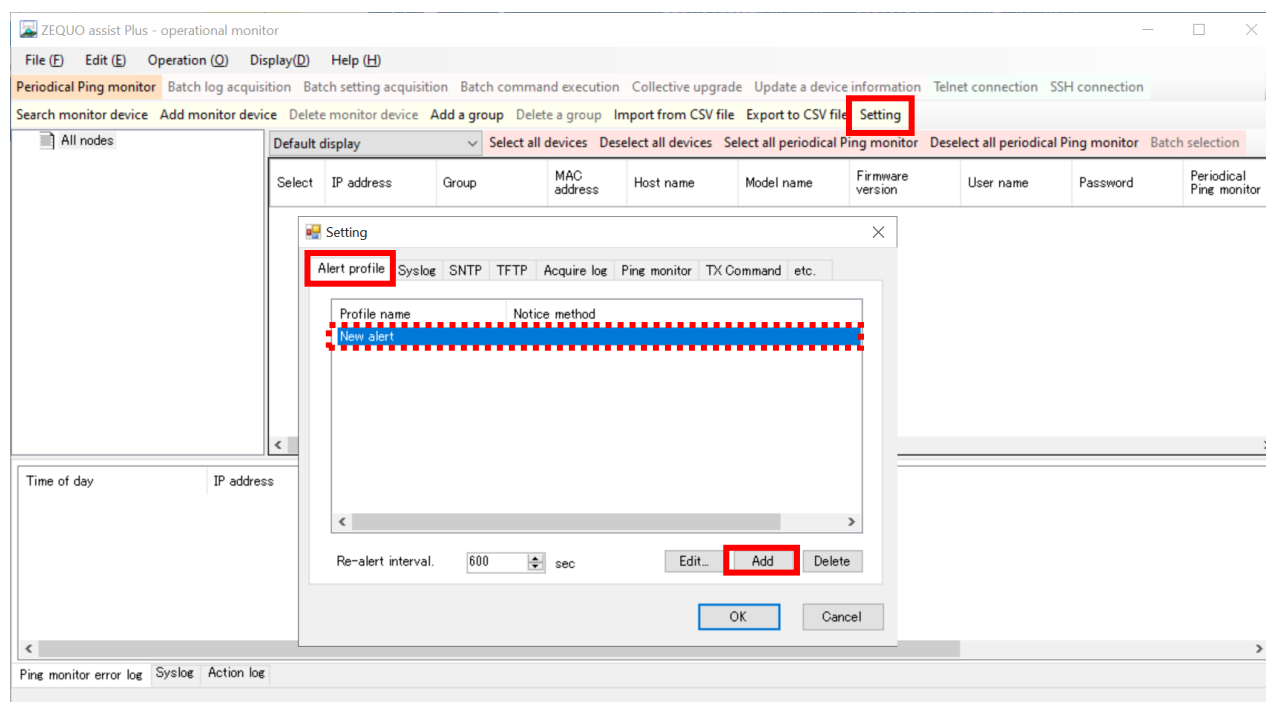 ZEQUO assist Plus - operational monitor
File (F) Edit (E) Operation (O) Display(D) Help (H)
Periodical Ping monitor Batch log acquisition Batch setting acquisition Batch command execution Collective upgrade Update a device information Telnet connection SSH connection
Search monitor device Add monitor device Delete monitor device Add a group Delete a group Import from CSV file Export to CSV file Setting
All nodes
Default display Select all devices Deselect all devices Select all periodical Ping monitor Deselect all periodical Ping monitor Batch selection
Select IP address Group MAC address Host name Model name Firmware version User name Password Periodical Ping monitor
Setting
Alert profile Syslog SNTP TFTP Acquire log Ping monitor TX Command etc.
Profile name Notice method
New alert
Time of day IP address
Re-alert interval. 600 sec Edit... Add Delete
OK Cancel
Ping monitor error log Syslog Action log